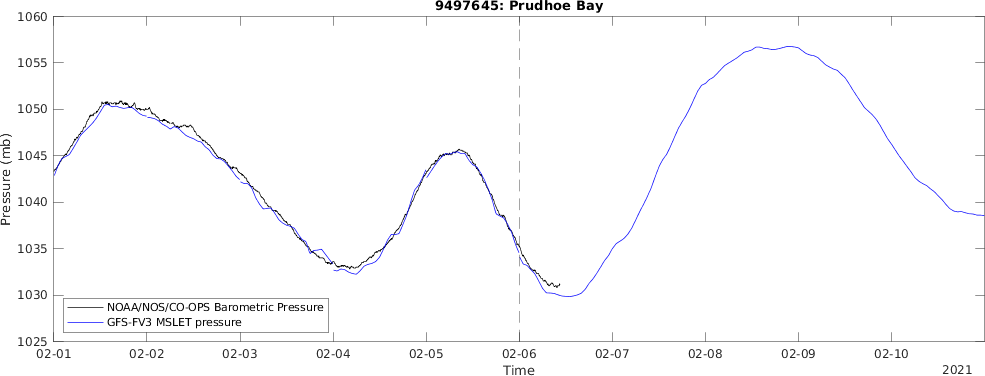 9497645: Prudhoe Bay
1060
1055
1050
1045
1040
1035
1030
1025
Pressure (mb)
NOAA/NOS/CO-OPS Barometric Pressure
GFS-FV3 MSLET pressure
02-01 02-02 02-03 02-04 02-05 02-06 02-07 02-08 02-09 02-10
Time
2021